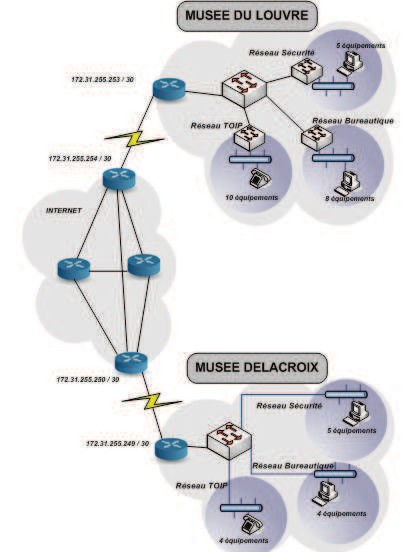 MUSEE DU LOUVRE
Réseau Sécurité
5 équipements
172.31.255.253 / 30
Réseau TOIP
Réseau Bureautique
172.31.255.254 / 30
10 équipements
8 équipements
INTERNET
MUSEE DELACROIX
172.31.255.250 / 30
Réseau Sécurité
5 équipements
172.31.255.249 / 30
Réseau Bureautique
Réseau TOIP
4 équipements
4 équipements